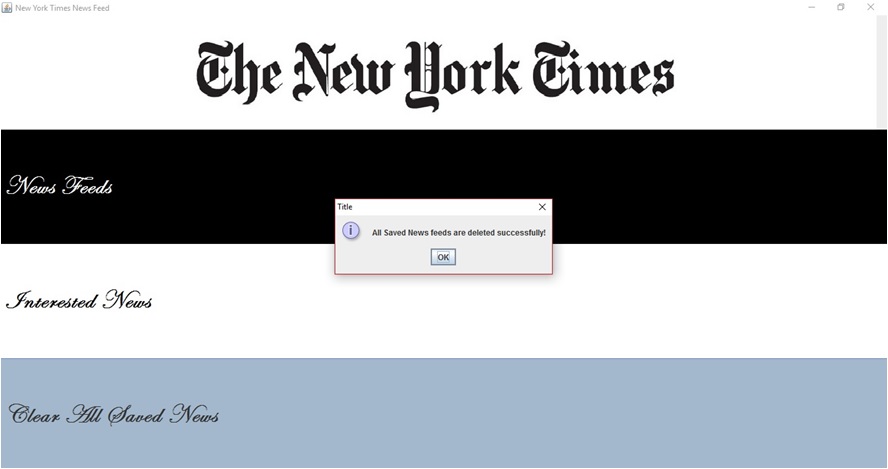 New York Times News Feed
The New York Times
News Feeds
Title
All Saved News feeds are deleted successfully!
OK
Interested News
Clear All Saved News